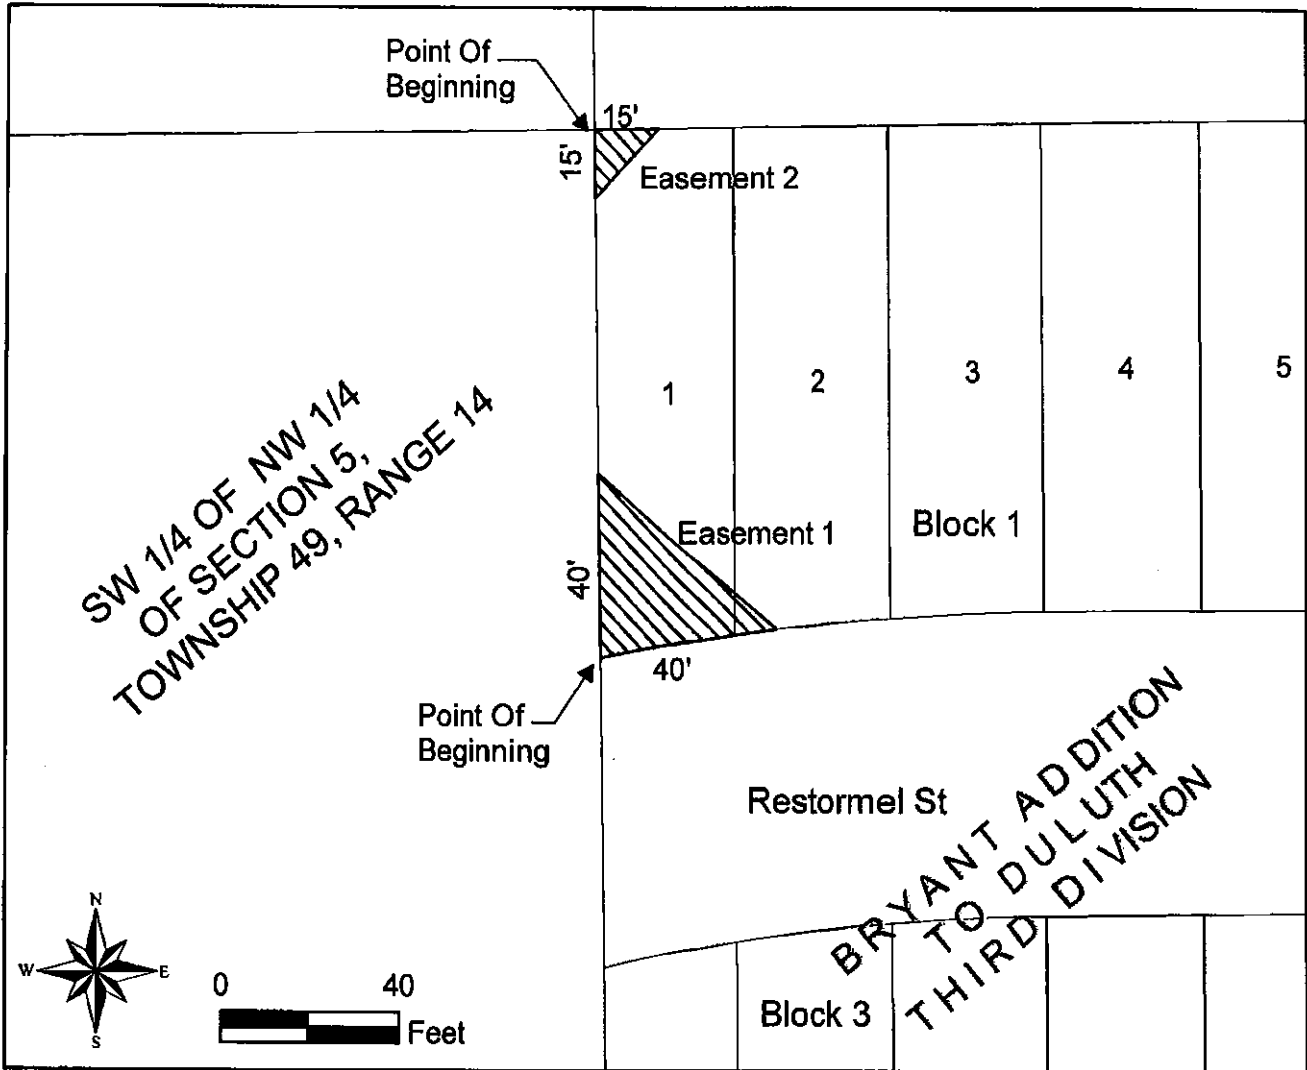 Point Of
Beginning
15'
15'
Easement 2
1
2
3
4
5
SW 1/4 OF NW 1/4
OF SECTION 5,
TOWNSHIP 49, RANGE 14
Easement 1
Block 1
40'
40'
Point Of
Beginning
Restormel St
BRYANT ADDITION
TO DULUTH
THIRD DIVISION
N
W
E
S
0
40
Feet
Block 3